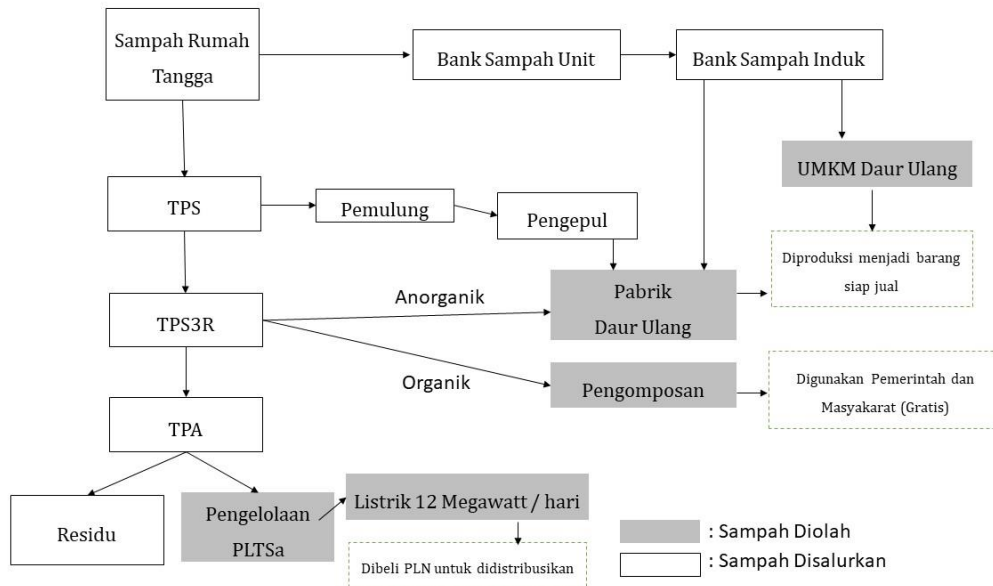 Sampah Rumah
Tangga
Bank Sampah Unit
Bank Sampah Induk
UMKM Daur Ulang
TPS
Pemulung
Pengepul
Diproduksi menjadi barang
siap jual
Anorganik
Pabrik
Daur Ulang
TPS3R
Organik
Pengomposan
Digunakan Pemerintah dan
Masyakarat (Gratis)
TPA
Residu
Pengelolaan
PLTSa
Listrik 12 Megawatt / hari
Dibeli PLN untuk didistribusikan
: Sampah Diolah
: Sampah Disalurkan